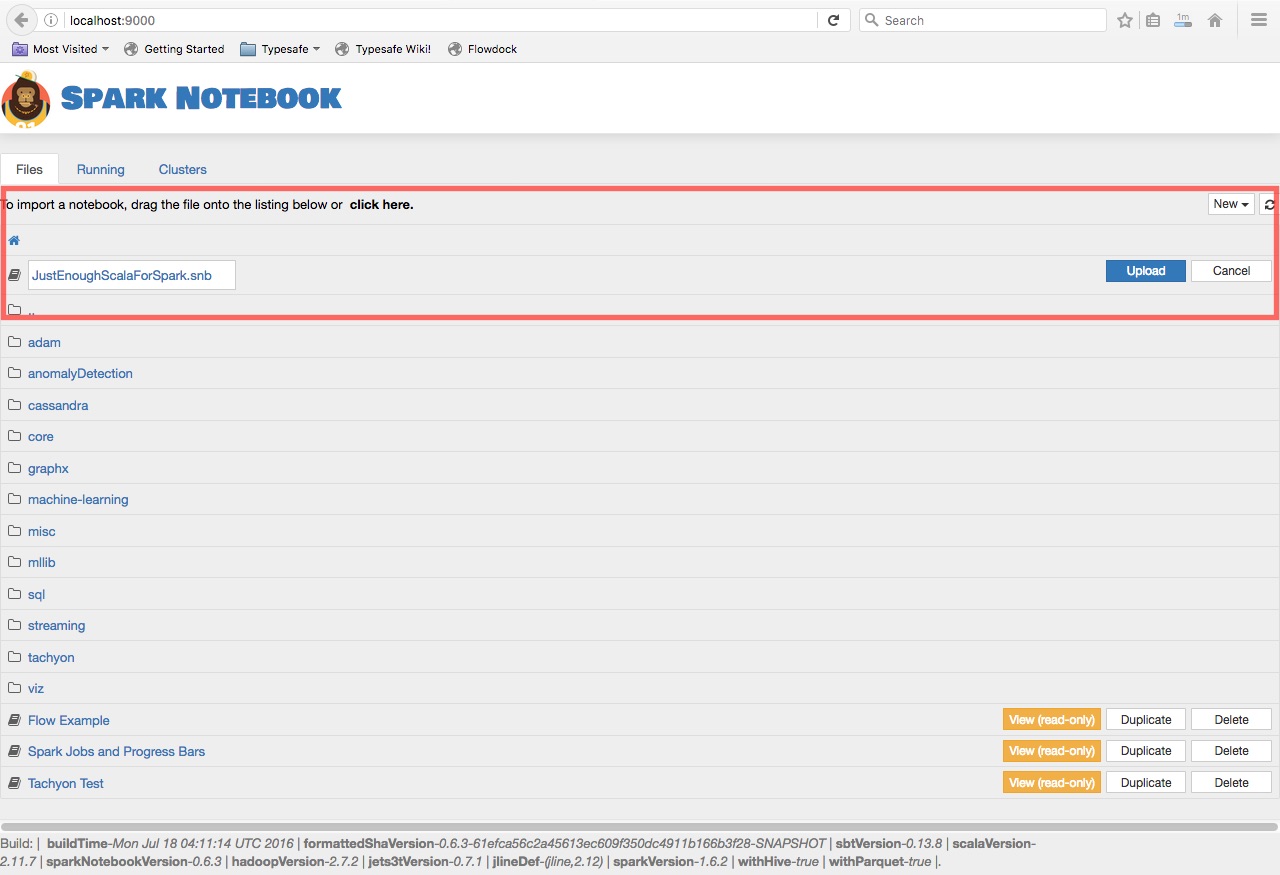 localhost:9000
Search
1m
Most Visited Getting Started Typesafe Typesafe Wiki! Flowdock
SPARK NOTEBOOK
Files Running Clusters
To import a notebook, drag the file onto the listing below or click here.
New
JustEnoughScalaForSpark.snb
Upload Cancel
..
adam
anomalyDetection
cassandra
core
graphx
machine-learning
misc
mllib
sql
streaming
tachyon
viz
Flow Example View (read-only) Duplicate Delete
Spark Jobs and Progress Bars View (read-only) Duplicate Delete
Tachyon Test View (read-only) Duplicate Delete
Build: | buildTime-Mon Jul 18 04:11:14 UTC 2016 | formattedShaVersion-0.6.3-61efca56c2a45613ec609f350dc4911b166b3f28-SNAPSHOT | sbtVersion-0.13.8 | scalaVersion-
2.11.7 | sparkNotebookVersion-0.6.3 | hadoopVersion-2.7.2 | jets3tVersion-0.7.1 | jlineDef-(jline,2.12) | sparkVersion-1.6.2 | withHive-true | withParquet-true |.